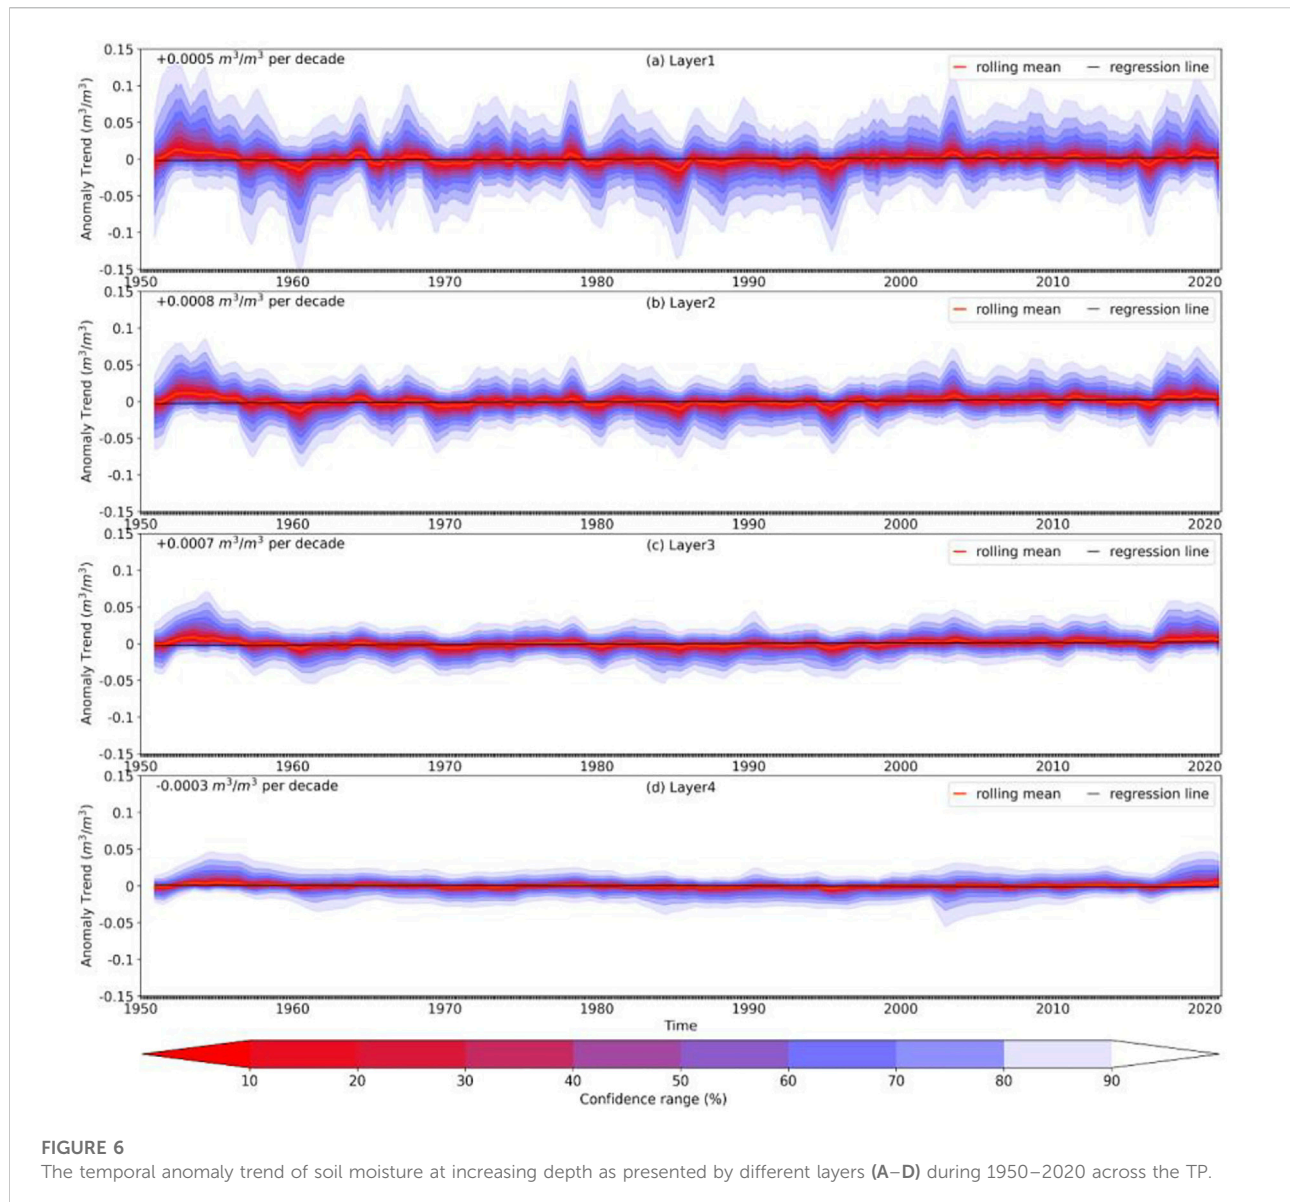 +0.0005 m³/m³ per decade
(a) Layer1
rolling mean
regression line
0.15
0.1
0.05
0
-0.05
-0.1
-0.15
Anomaly Trend (m³/m³)
1950 1960 1970 1980 1990 2000 2010 2020
+0.0008 m³/m³ per decade
(b) Layer2
rolling mean
regression line
0.15
0.1
0.05
0
-0.05
-0.1
-0.15
Anomaly Trend (m³/m³)
1950 1960 1970 1980 1990 2000 2010 2020
+0.0007 m³/m³ per decade
(c) Layer3
rolling mean
regression line
0.15
0.1
0.05
0
-0.05
-0.1
-0.15
Anomaly Trend (m³/m³)
1950 1960 1970 1980 1990 2000 2010 2020
-0.0003 m³/m³ per decade
(d) Layer4
rolling mean
regression line
0.15
0.1
0.05
0
-0.05
-0.1
-0.15
Anomaly Trend (m³/m³)
1950 1960 1970 1980 1990 2000 2010 2020
Time
10 20 30 40 50 60 70 80 90
Confidence range (%)
FIGURE 6
The temporal anomaly trend of soil moisture at increasing depth as presented by different layers (A–D) during 1950–2020 across the TP.